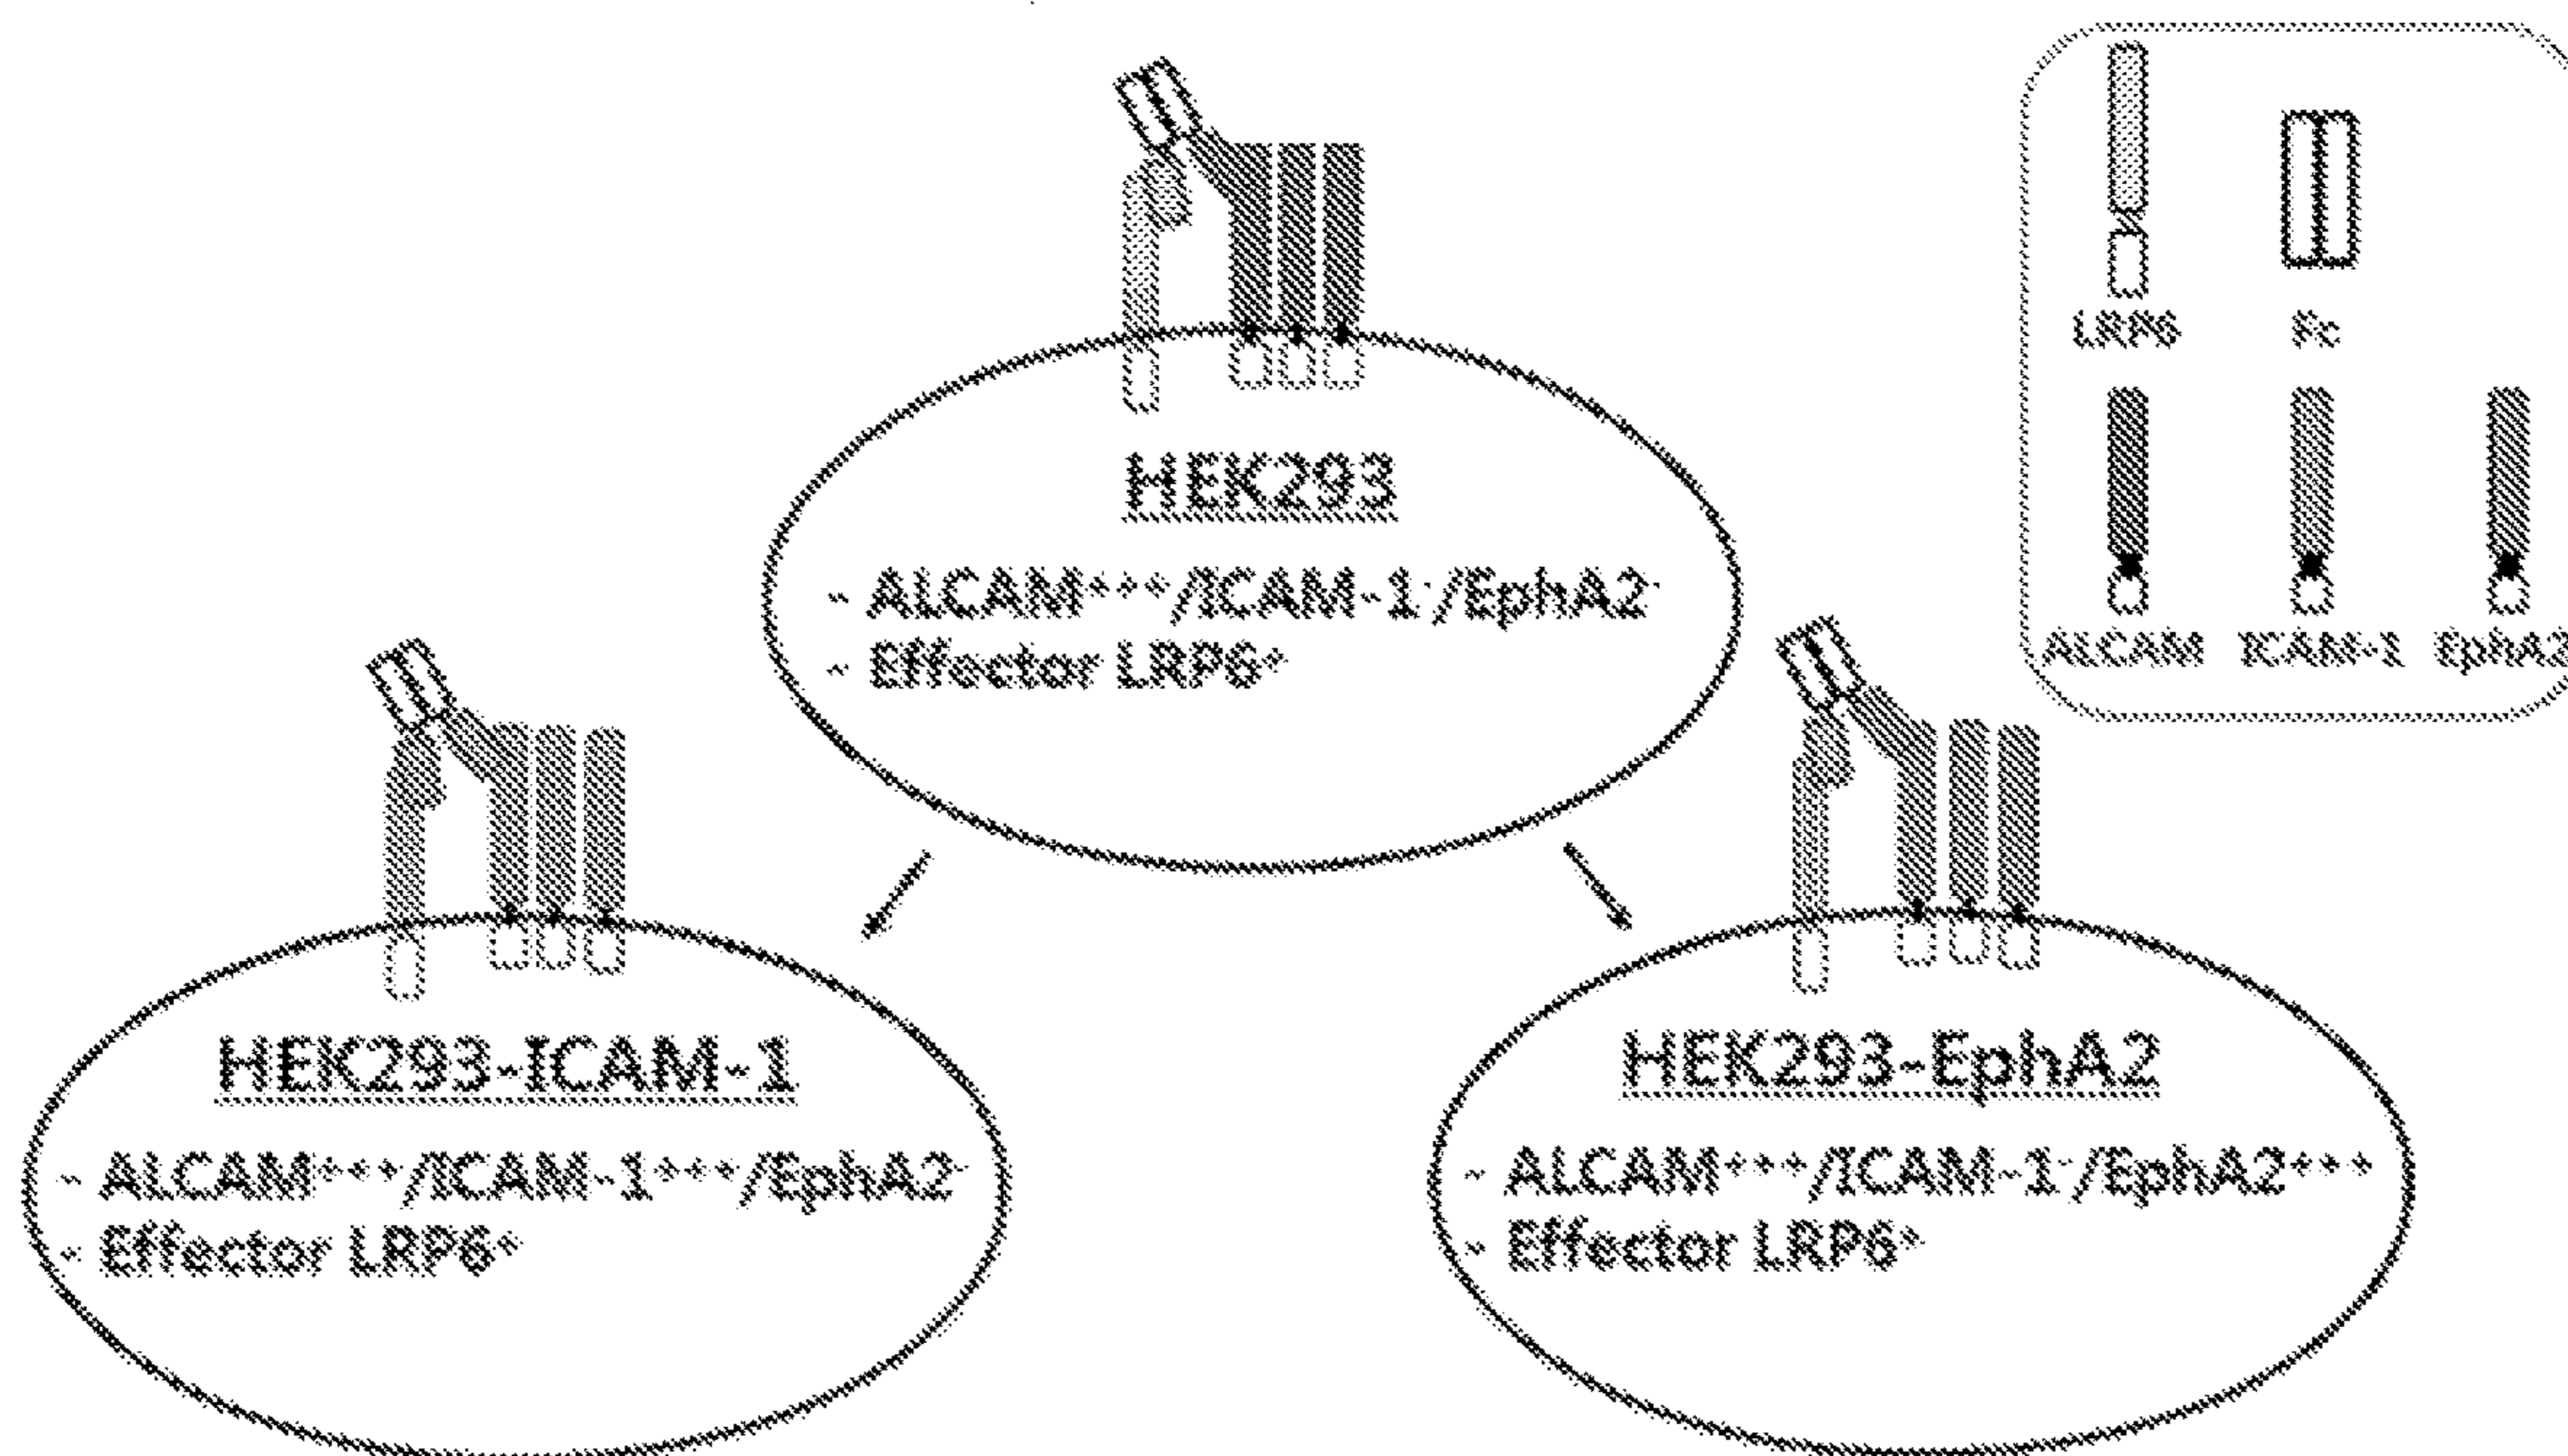 LRP6 Fc
ALCAM ICAM-1 EphA2
HEK293
- ALCAM⁺⁺⁺/ICAM-1⁻/EphA2⁻
- Effector LRP6⁺
HEK293-ICAM-1
- ALCAM⁺⁺⁺/ICAM-1⁺⁺⁺/EphA2⁻
- Effector LRP6⁺
HEK293-EphA2
- ALCAM⁺⁺⁺/ICAM-1⁻/EphA2⁺⁺⁺
- Effector LRP6⁺